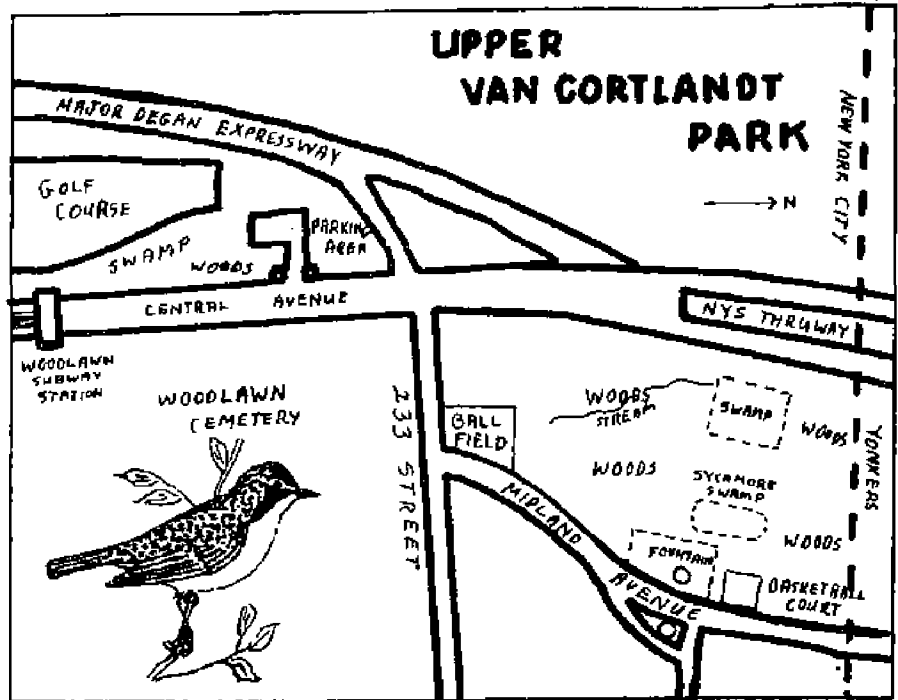 UPPER
VAN CORTLANDT
PARK
MAJOR DEGAN EXPRESSWAY
NEW YORK CITY
N
GOLF
COURSE
PARKING
AREA
SWAMP
WOODS
CENTRAL AVENUE
NYS THRUWAY
WOODLAWN
SUBWAY
STATION
WOODLAWN
CEMETERY
233 STREET
BALL
FIELD
WOODS
STREAM
SWAMP
WOODS
YONKERS
WOODS
SYCAMORE
SWAMP
MIDLAND
AVENUE
WOODS
FOUNTAIN
BASKETBALL
COURT